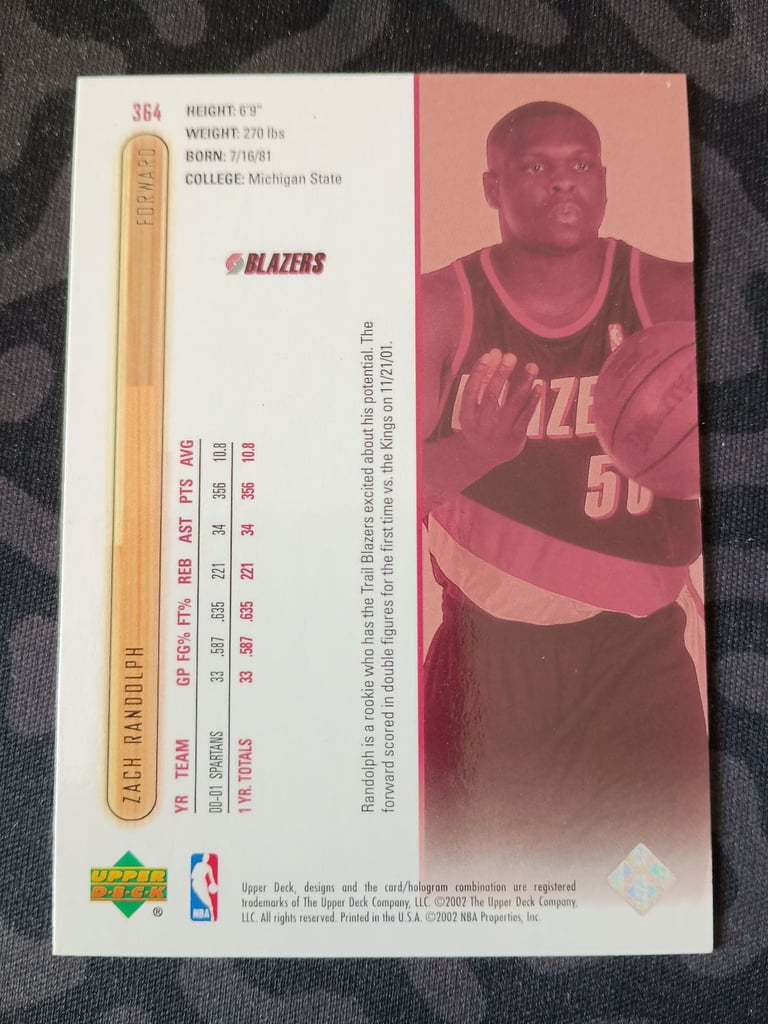 364
HEIGHT: 6'9"
WEIGHT: 270 lbs
BORN: 7/16/81
COLLEGE: Michigan State
ZACH RANDOLPH FORWARD
BLAZERS
YR TEAM GP FG% FT% REB AST PTS AVG
00-01 SPARTANS 33 .587 .635 221 34 356 10.8
1 YR. TOTALS 33 .587 .635 221 34 356 10.8
Randolph is a rookie who has the Trail Blazers excited about his potential. The
forward scored in double figures for the first time vs. the Kings on 11/21/01.
50
UPPER
DECK
®
NBA
Upper Deck, designs and the card/hologram combination are registered
trademarks of The Upper Deck Company, LLC. ©2002 The Upper Deck Company,
LLC. All rights reserved. Printed in the U.S.A. ©2002 NBA Properties, Inc.